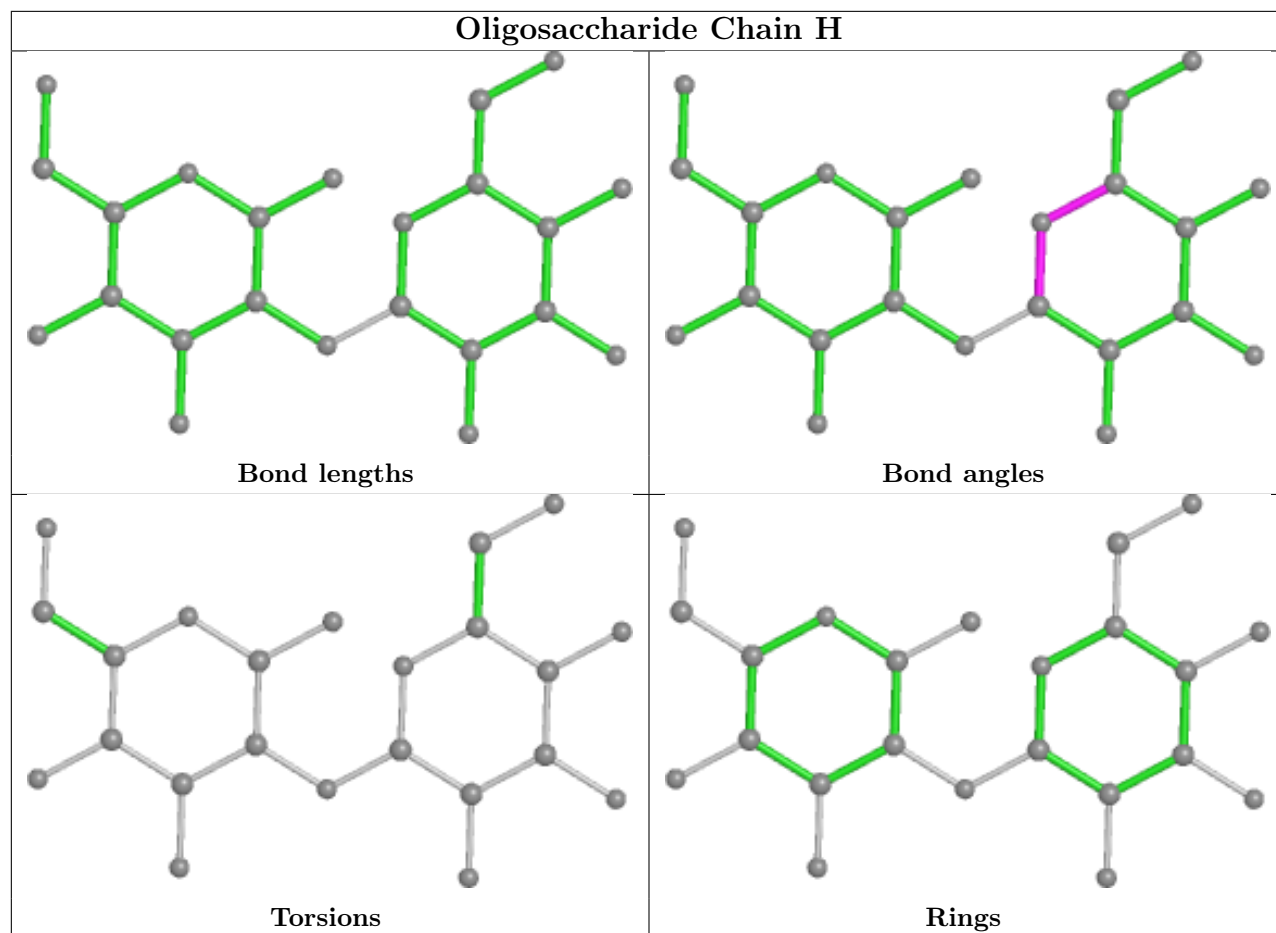 Oligosaccharide Chain H
Bond lengths
Bond angles
Torsions
Rings